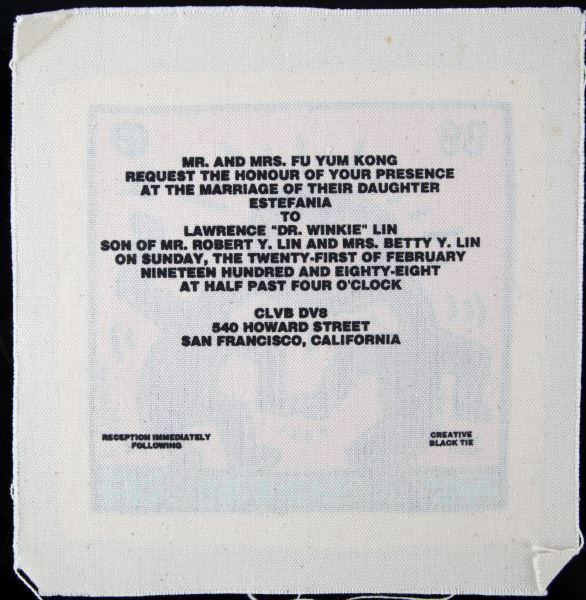 MR. AND MRS. FU YUM KONG
REQUEST THE HONOUR OF YOUR PRESENCE
AT THE MARRIAGE OF THEIR DAUGHTER
ESTEFANIA
TO
LAWRENCE "DR. WINKIE" LIN
SON OF MR. ROBERT Y. LIN AND MRS. BETTY Y. LIN
ON SUNDAY, THE TWENTY-FIRST OF FEBRUARY
NINETEEN HUNDRED AND EIGHTY-EIGHT
AT HALF PAST FOUR O'CLOCK
CLVB DV8
540 HOWARD STREET
SAN FRANCISCO, CALIFORNIA
RECEPTION IMMEDIATELY
FOLLOWING
CREATIVE
BLACK TIE